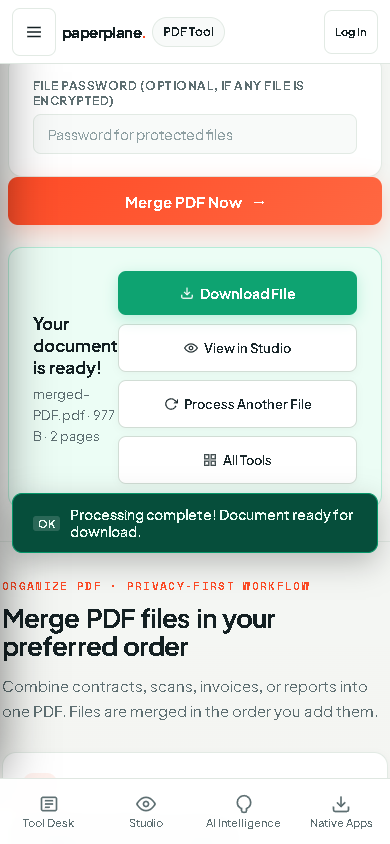 paperplane.
PDF Tool
Log In
FILE PASSWORD (OPTIONAL, IF ANY FILE IS
ENCRYPTED)
Password for protected files
Merge PDF Now →
Your
document
is ready!
merged-
PDF.pdf · 977
B · 2 pages
Download File
View in Studio
Process Another File
All Tools
OK
Processing complete! Document ready for
download.
ORGANIZE PDF · PRIVACY-FIRST WORKFLOW
Merge PDF files in your
preferred order
Combine contracts, scans, invoices, or reports into
one PDF. Files are merged in the order you add them.
Tool Desk
Studio
AI Intelligence
Native Apps